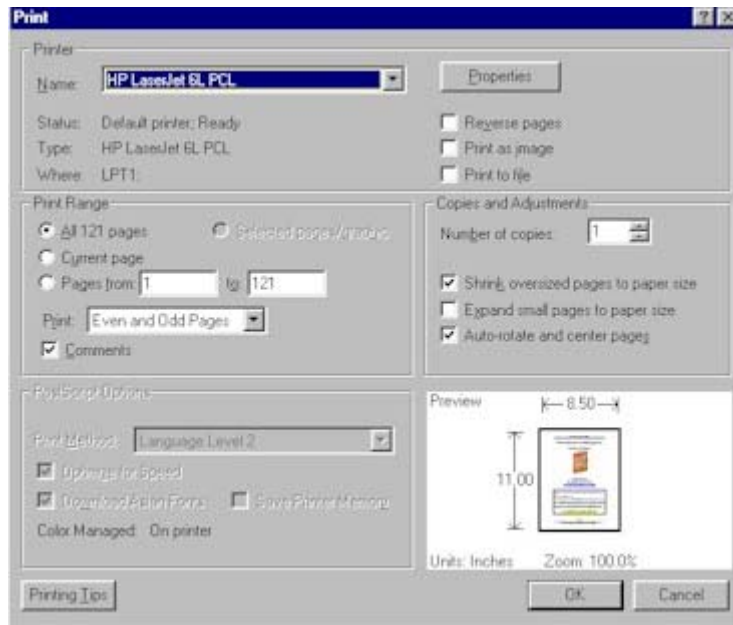 Print
Printer
Name: HP LaserJet 6L PCL
Properties
Status: Default printer; Ready
Type: HP LaserJet 6L PCL
Where: LPT1:
Reverse pages
Print as image
Print to file
Print Range
All 121 pages
Selected pages/graphic
Current page
Pages from: 1 to: 121
Print: Even and Odd Pages
Comments
Copies and Adjustments
Number of copies: 1
Shrink oversized pages to paper size
Expand small pages to paper size
Auto-rotate and center pages
PostScript Options
Print Method: Language Level 2
Optimize for Speed
Download Asian Fonts
Save Printer Memory
Color Managed: On printer
Preview
8.50
11.00
Units: Inches Zoom: 100.0%
Printing Tips
OK
Cancel